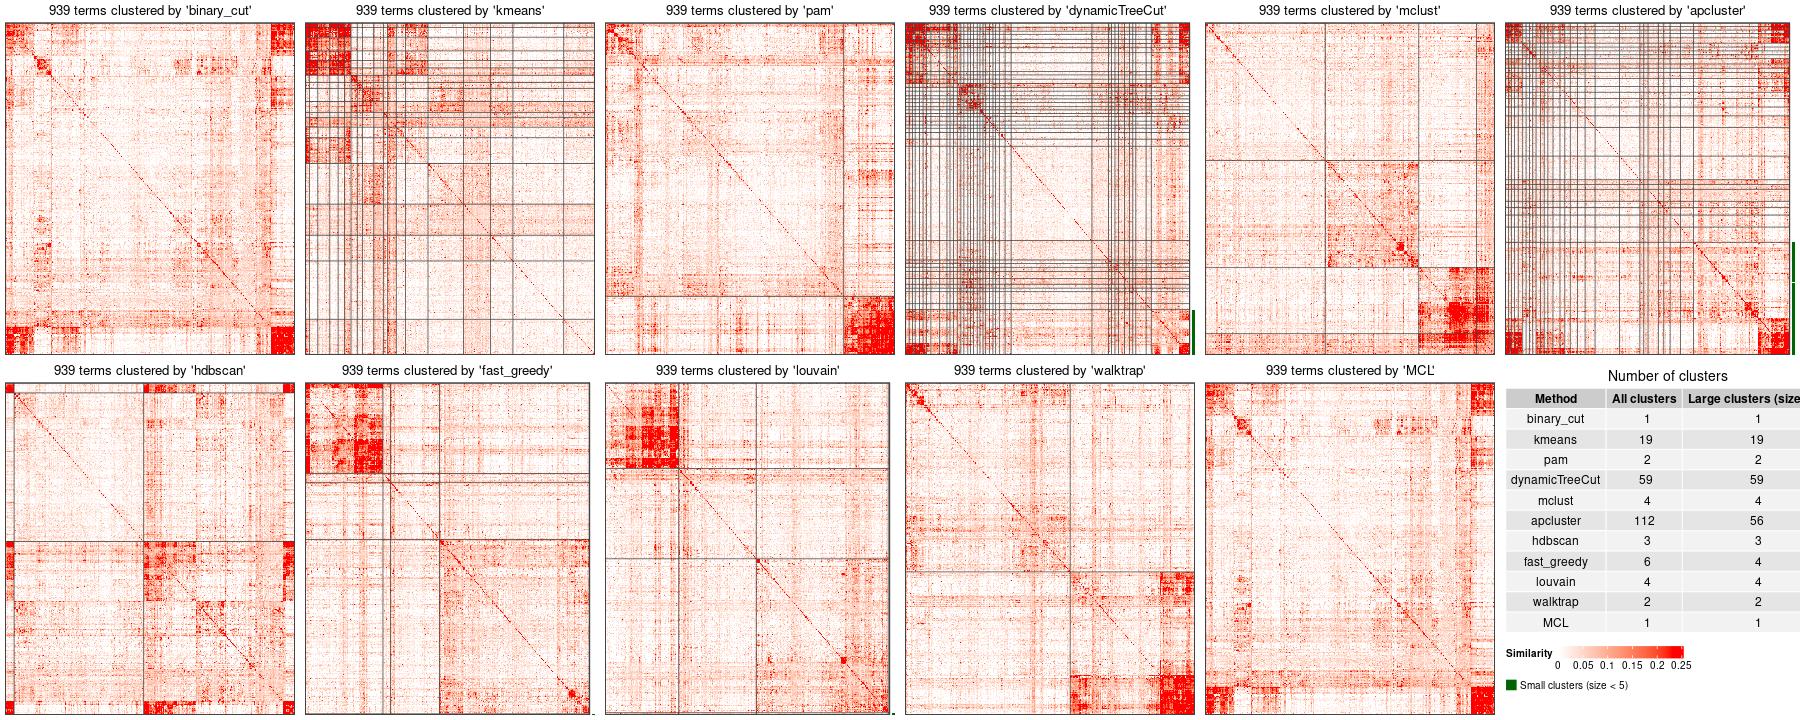 939 terms clustered by 'binary_cut'
939 terms clustered by 'kmeans'
939 terms clustered by 'pam'
939 terms clustered by 'dynamicTreeCut'
939 terms clustered by 'mclust'
939 terms clustered by 'apcluster'
939 terms clustered by 'hdbscan'
939 terms clustered by 'fast_greedy'
939 terms clustered by 'louvain'
939 terms clustered by 'walktrap'
939 terms clustered by 'MCL'
Number of clusters
Method All clusters Large clusters (size
binary_cut 1 1
kmeans 19 19
pam 2 2
dynamicTreeCut 59 59
mclust 4 4
apcluster 112 56
hdbscan 3 3
fast_greedy 6 4
louvain 4 4
walktrap 2 2
MCL 1 1
Similarity
0 0.05 0.1 0.15 0.2 0.25
Small clusters (size < 5)